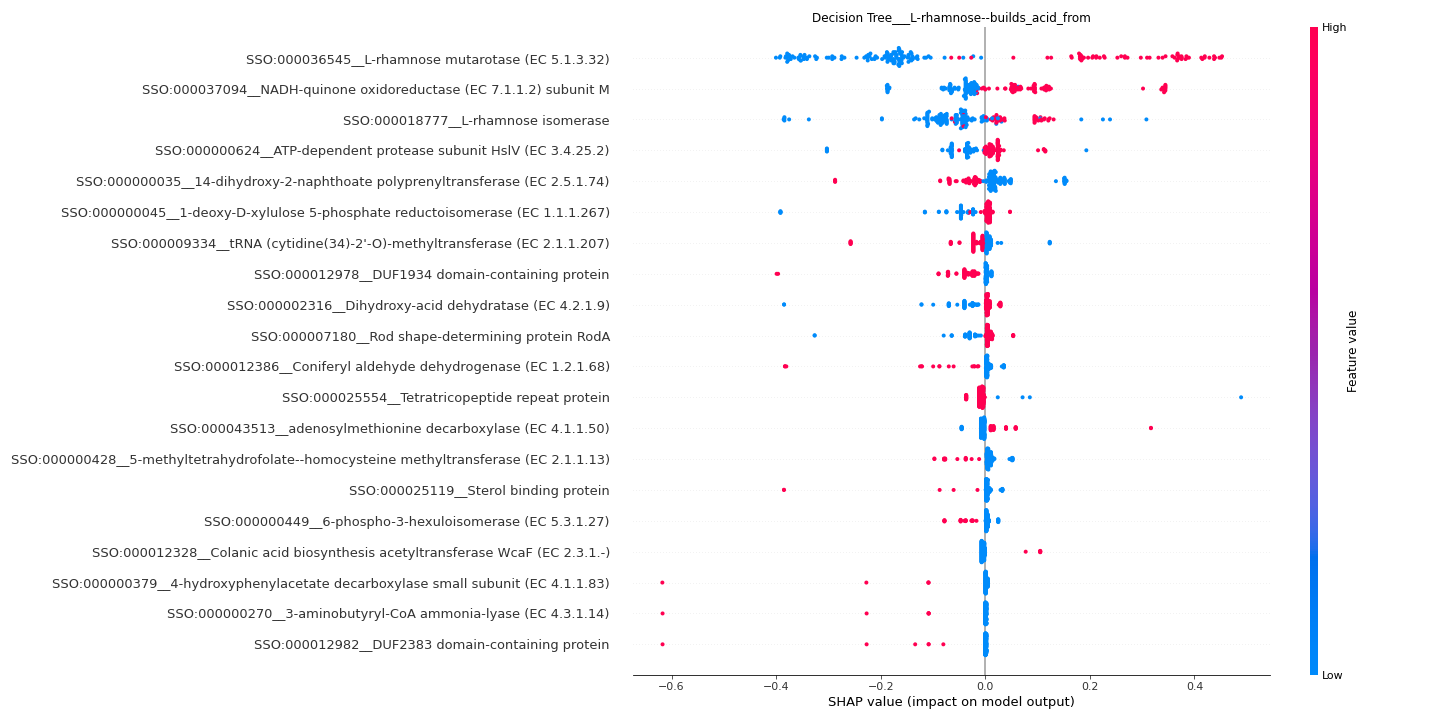 Decision Tree___L-rhamnose--builds_acid_from
High
SSO:000036545__L-rhamnose mutarotase (EC 5.1.3.32)
SSO:000037094__NADH-quinone oxidoreductase (EC 7.1.1.2) subunit M
SSO:000018777__L-rhamnose isomerase
SSO:000000624__ATP-dependent protease subunit HslV (EC 3.4.25.2)
SSO:000000035__14-dihydroxy-2-naphthoate polyprenyltransferase (EC 2.5.1.74)
SSO:000000045__1-deoxy-D-xylulose 5-phosphate reductoisomerase (EC 1.1.1.267)
SSO:000009334__tRNA (cytidine(34)-2'-O)-methyltransferase (EC 2.1.1.207)
SSO:000012978__DUF1934 domain-containing protein
SSO:000002316__Dihydroxy-acid dehydratase (EC 4.2.1.9)
SSO:000007180__Rod shape-determining protein RodA
SSO:000012386__Coniferyl aldehyde dehydrogenase (EC 1.2.1.68)
SSO:000025554__Tetratricopeptide repeat protein
SSO:000043513__adenosylmethionine decarboxylase (EC 4.1.1.50)
SSO:000000428__5-methyltetrahydrofolate--homocysteine methyltransferase (EC 2.1.1.13)
SSO:000025119__Sterol binding protein
SSO:000000449__6-phospho-3-hexuloisomerase (EC 5.3.1.27)
SSO:000012328__Colanic acid biosynthesis acetyltransferase WcaF (EC 2.3.1.-)
SSO:000000379__4-hydroxyphenylacetate decarboxylase small subunit (EC 4.1.1.83)
SSO:000000270__3-aminobutyryl-CoA ammonia-lyase (EC 4.3.1.14)
SSO:000012982__DUF2383 domain-containing protein
Feature value
Low
−0.6 −0.4 −0.2 0.0 0.2 0.4
SHAP value (impact on model output)